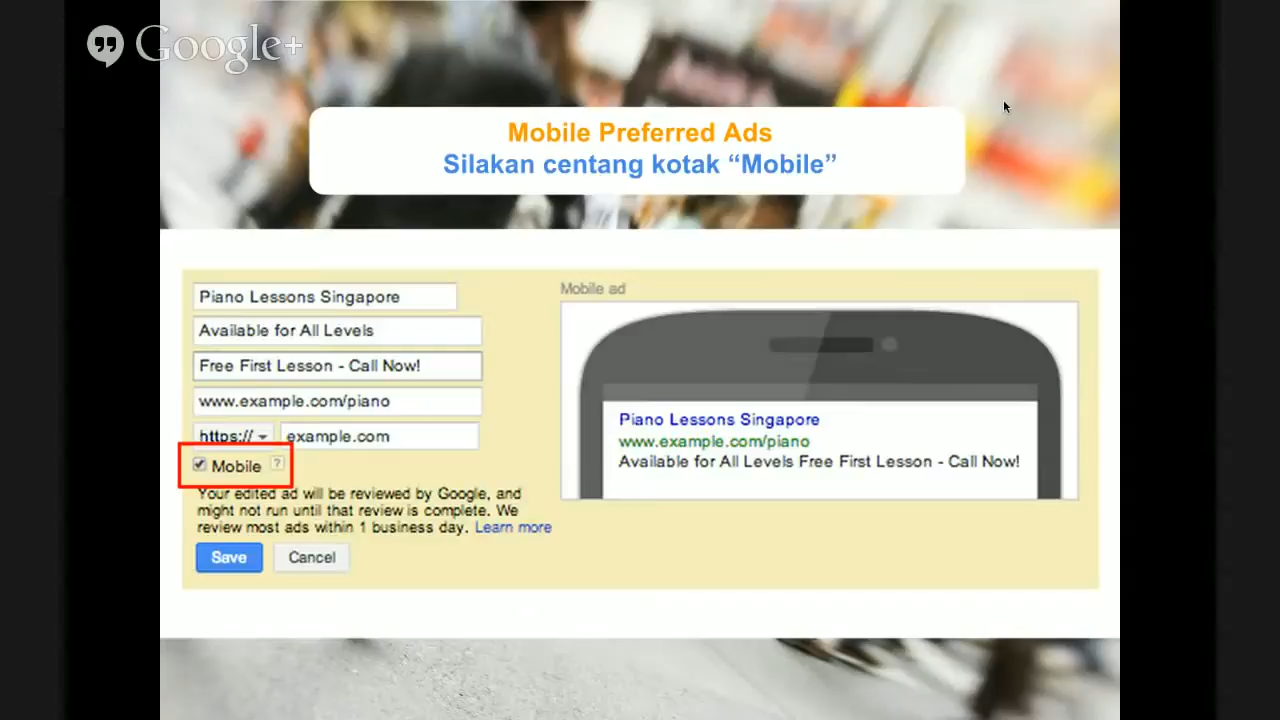 Google+
Mobile Preferred Ads
Silakan centang kotak “Mobile”
Piano Lessons Singapore
Available for All Levels
Free First Lesson - Call Now!
www.example.com/piano
https:// example.com
Mobile ?
Your edited ad will be reviewed by Google, and
might not run until that review is complete. We
review most ads within 1 business day. Learn more
Save Cancel
Mobile ad
Piano Lessons Singapore
www.example.com/piano
Available for All Levels Free First Lesson - Call Now!